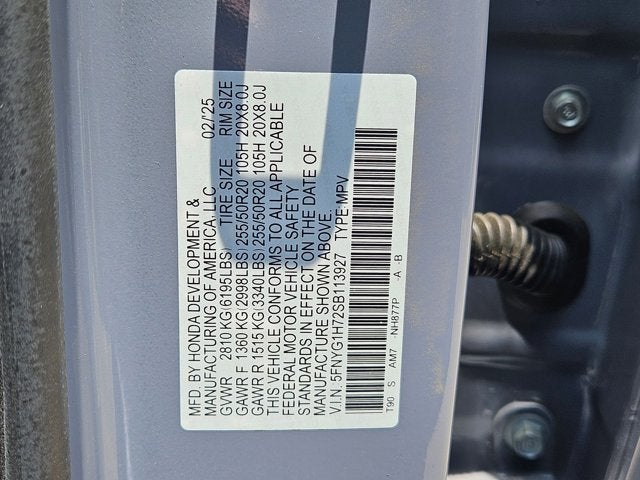 MFD. BY HONDA DEVELOPMENT &
MANUFACTURING OF AMERICA, LLC 02/25
GVWR 2810 KG(6195LBS) TIRE SIZE RIM SIZE
GAWR F 1360 KG(2998LBS) 255/50R20 105H 20X8.0J
GAWR R 1515 KG(3340LBS) 255/50R20 105H 20X8.0J
THIS VEHICLE CONFORMS TO ALL APPLICABLE
FEDERAL MOTOR VEHICLE SAFETY
STANDARDS IN EFFECT ON THE DATE OF
MANUFACTURE SHOWN ABOVE.
V.I.N. 5FNYG1H72SB113927 TYPE:MPV
T90 S AM7 -NH877P -A -B